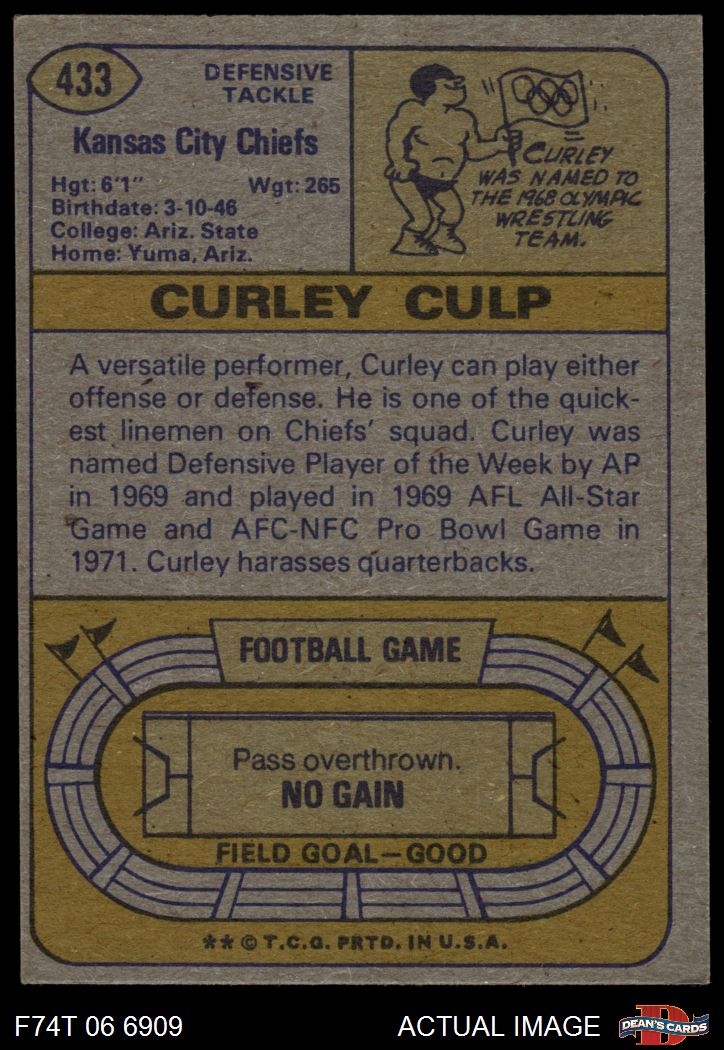 433
DEFENSIVE
TACKLE
Kansas City Chiefs
Hgt: 6'1" Wgt: 265
Birthdate: 3-10-46
College: Ariz. State
Home: Yuma, Ariz.
CURLEY
WAS NAMED TO
THE 1968 OLYMPIC
WRESTLING
TEAM.
CURLEY CULP
A versatile performer, Curley can play either
offense or defense. He is one of the quick-
est linemen on Chiefs' squad. Curley was
named Defensive Player of the Week by AP
in 1969 and played in 1969 AFL All-Star
Game and AFC-NFC Pro Bowl Game in
1971. Curley harasses quarterbacks.
FOOTBALL GAME
Pass overthrown.
NO GAIN
FIELD GOAL—GOOD
** © T.C.G. PRTD. IN U.S.A.
F74T 06 6909 ACTUAL IMAGE
D
DEAN'S CARDS